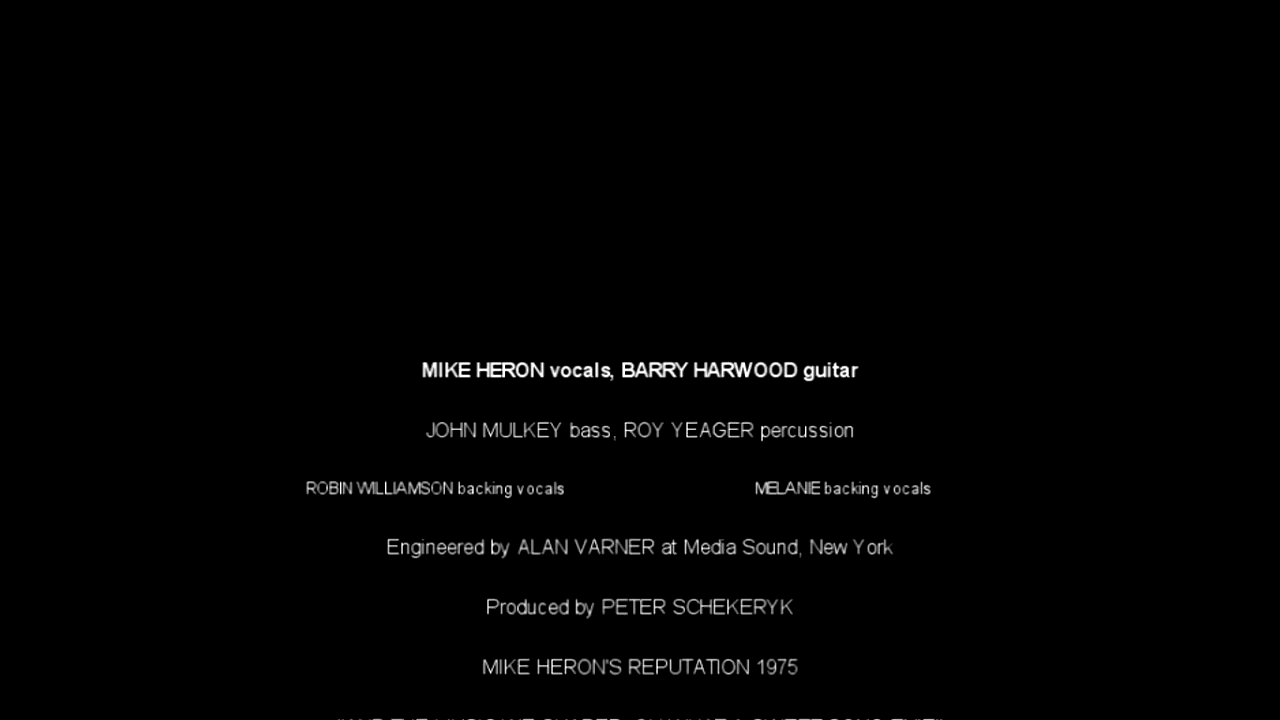 MIKE HERON vocals, BARRY HARWOOD guitar
JOHN MULKEY bass, ROY YEAGER percussion
ROBIN WILLIAMSON backing vocals MELANIE backing vocals
Engineered by ALAN VARNER at Media Sound, New York
Produced by PETER SCHEKERYK
MIKE HERON'S REPUTATION 1975